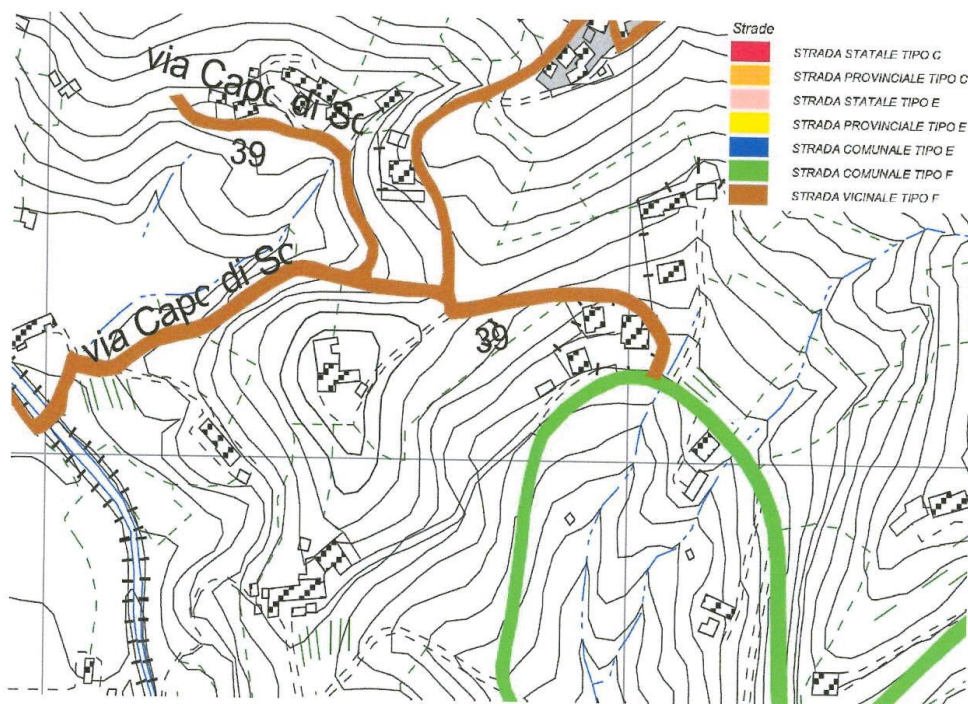 Strade
STRADA STATALE TIPO C
STRADA PROVINCIALE TIPO C
STRADA STATALE TIPO E
STRADA PROVINCIALE TIPO E
STRADA COMUNALE TIPO E
STRADA COMUNALE TIPO F
STRADA VICINALE TIPO F
via Capo di Sc
39
via Capo di Sc
39